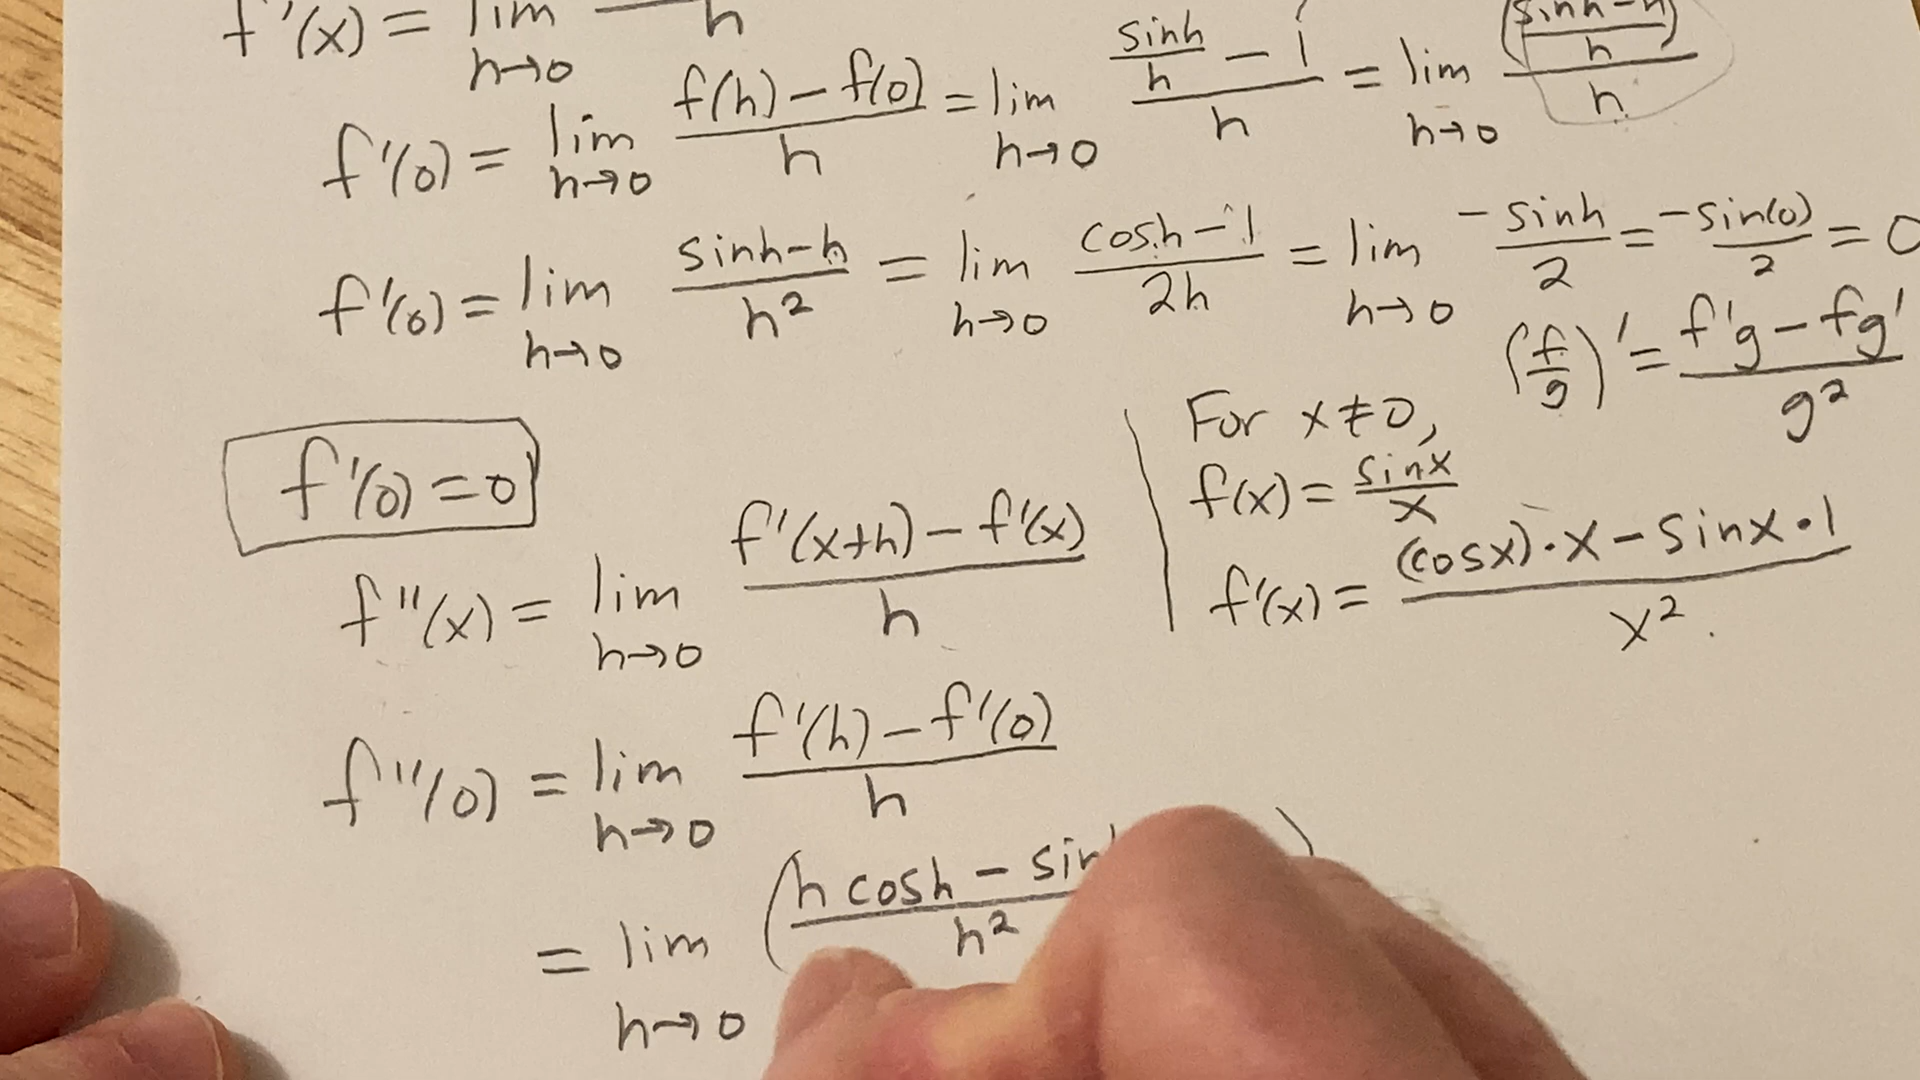 f'(x) = lim h→0 / h
f'(0) = lim h→0 (f(h) - f(0))/h = lim h→0 (sinh/h - 1)/h = lim h→0 ((sinh-h)/h)/h
f'(0) = lim h→0 (sinh-h)/h² = lim h→0 (cosh-1)/2h = lim h→0 -sinh/2 = -sin(0)/2 = 0
(f/g)' = (f'g - fg')/g²
f'(0) = 0
For x ≠ 0,
f(x) = sinx/x
f'(x) = ((cosx)·x - sinx·1)/x².
f''(x) = lim h→0 (f'(x+h) - f'(x))/h
f''(0) = lim h→0 (f'(h) - f'(0))/h
= lim h→0 ((h cosh - sin)/h² )